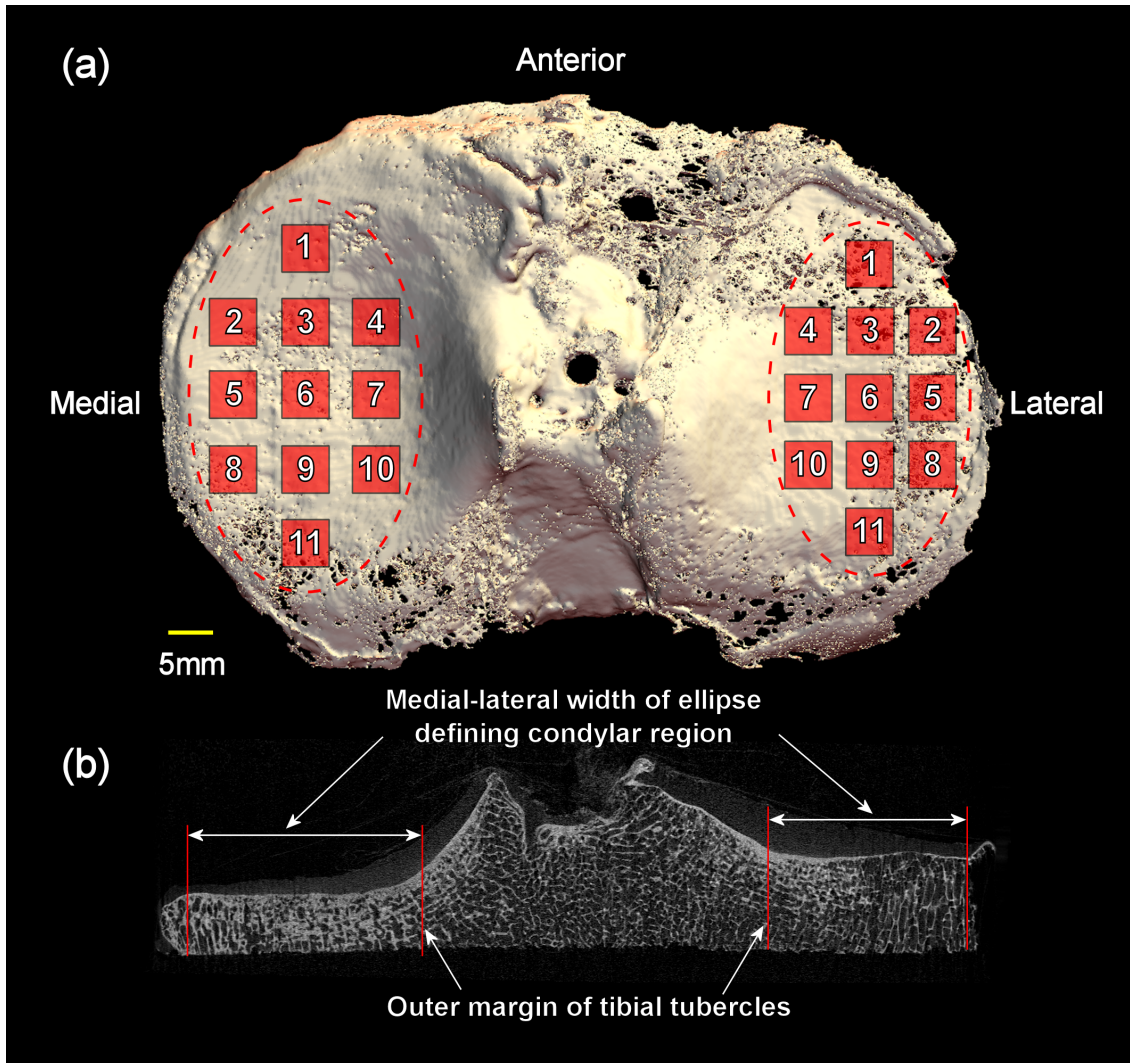 (a)
Anterior
1
1
2 3 4
4 3 2
Medial
5 6 7
7 6 5
Lateral
8 9 10
10 9 8
11
11
5mm
Medial-lateral width of ellipse
defining condylar region
(b)
Outer margin of tibial tubercles